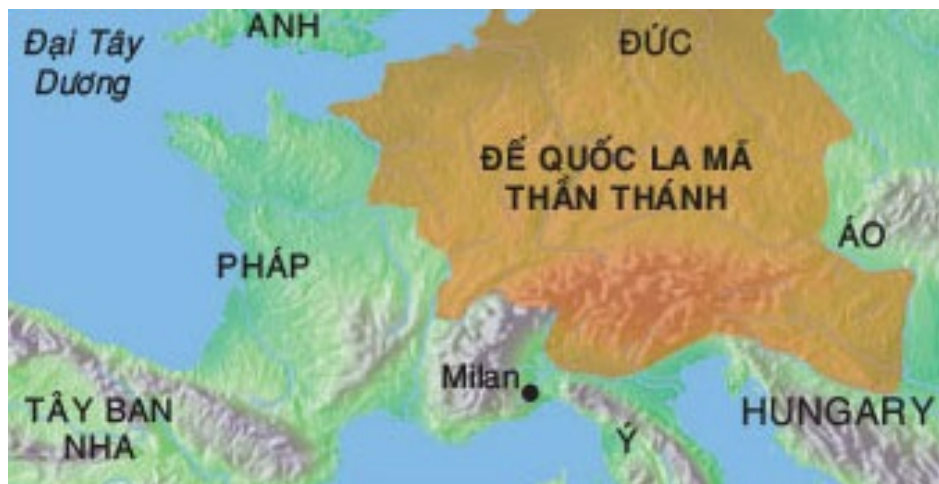 Đại Tây
Dương
ANH
ĐỨC
ĐẾ QUỐC LA MÃ
THẦN THÁNH
ÁO
PHÁP
Milan
TÂY BAN
NHA
Ý
HUNGARY